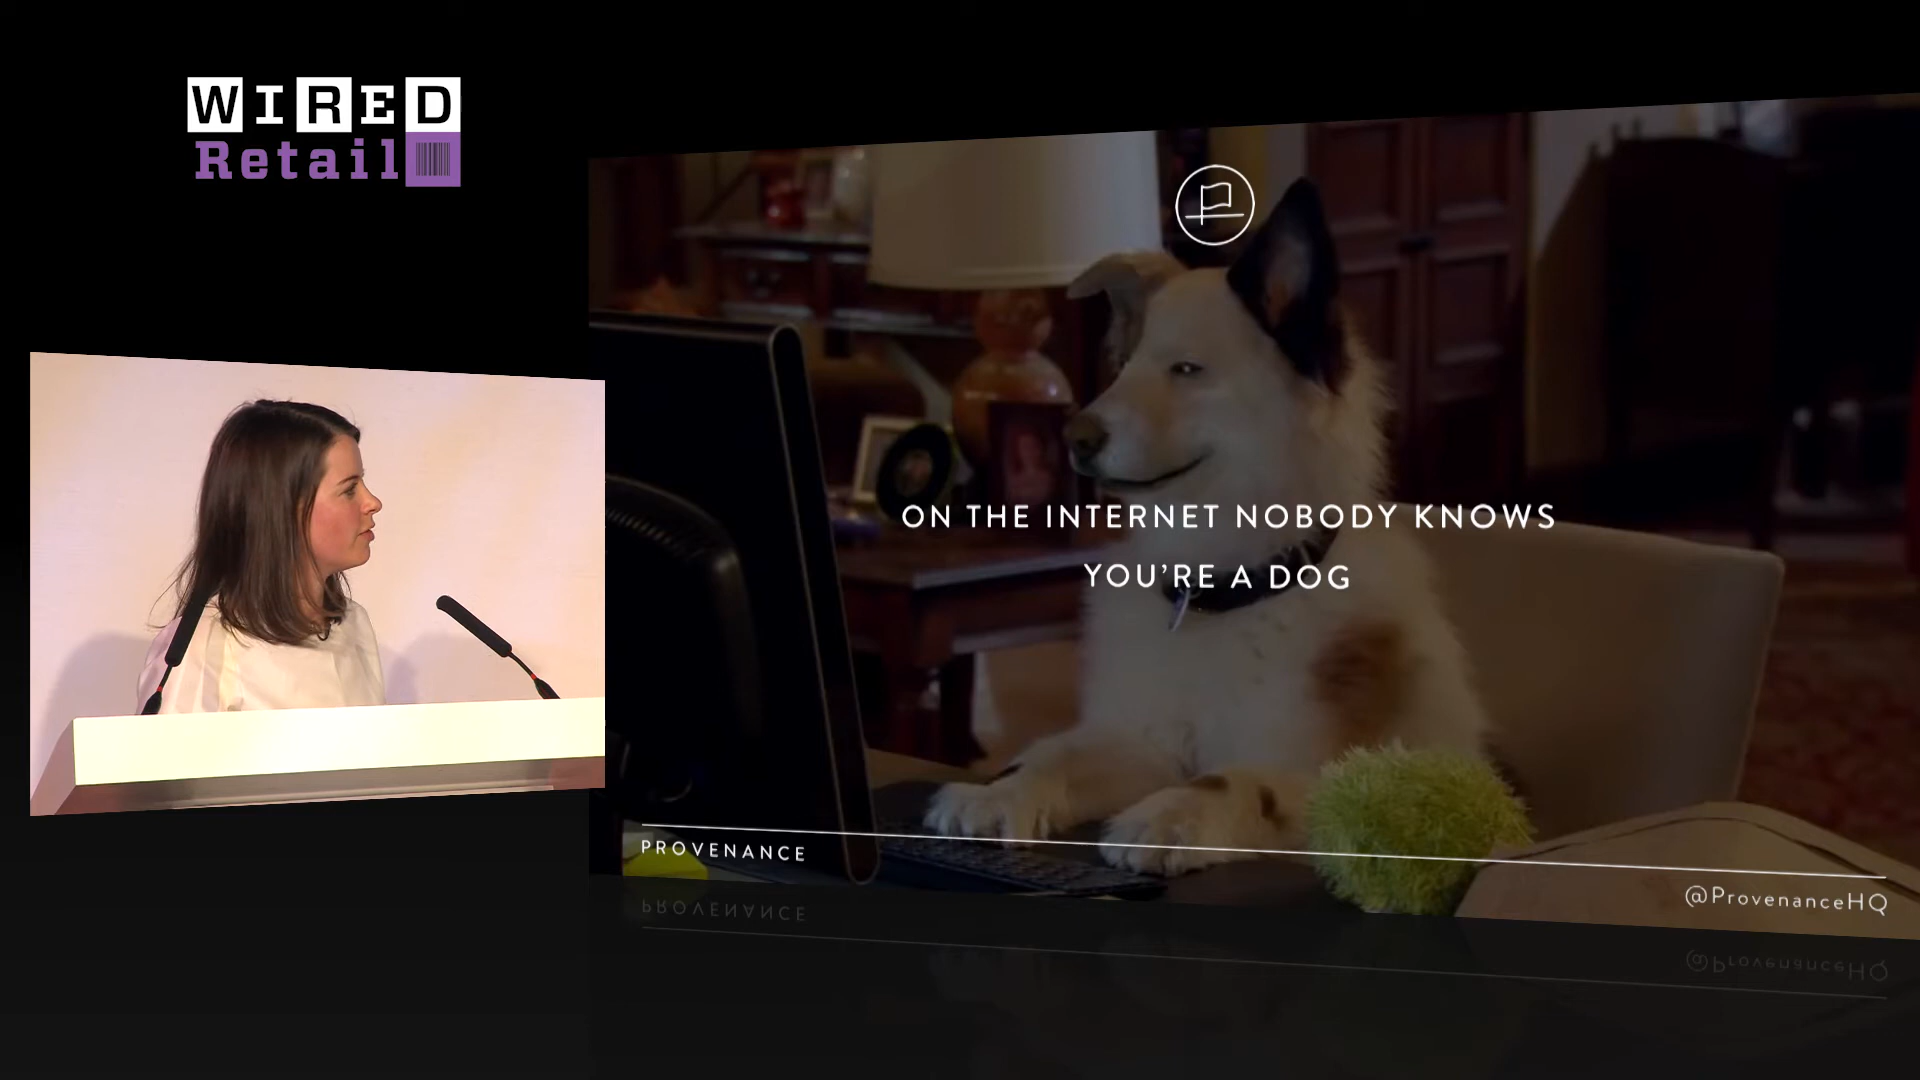 WIRED
Retail
ON THE INTERNET NOBODY KNOWS
YOU'RE A DOG
PROVENANCE
@ProvenanceHQ